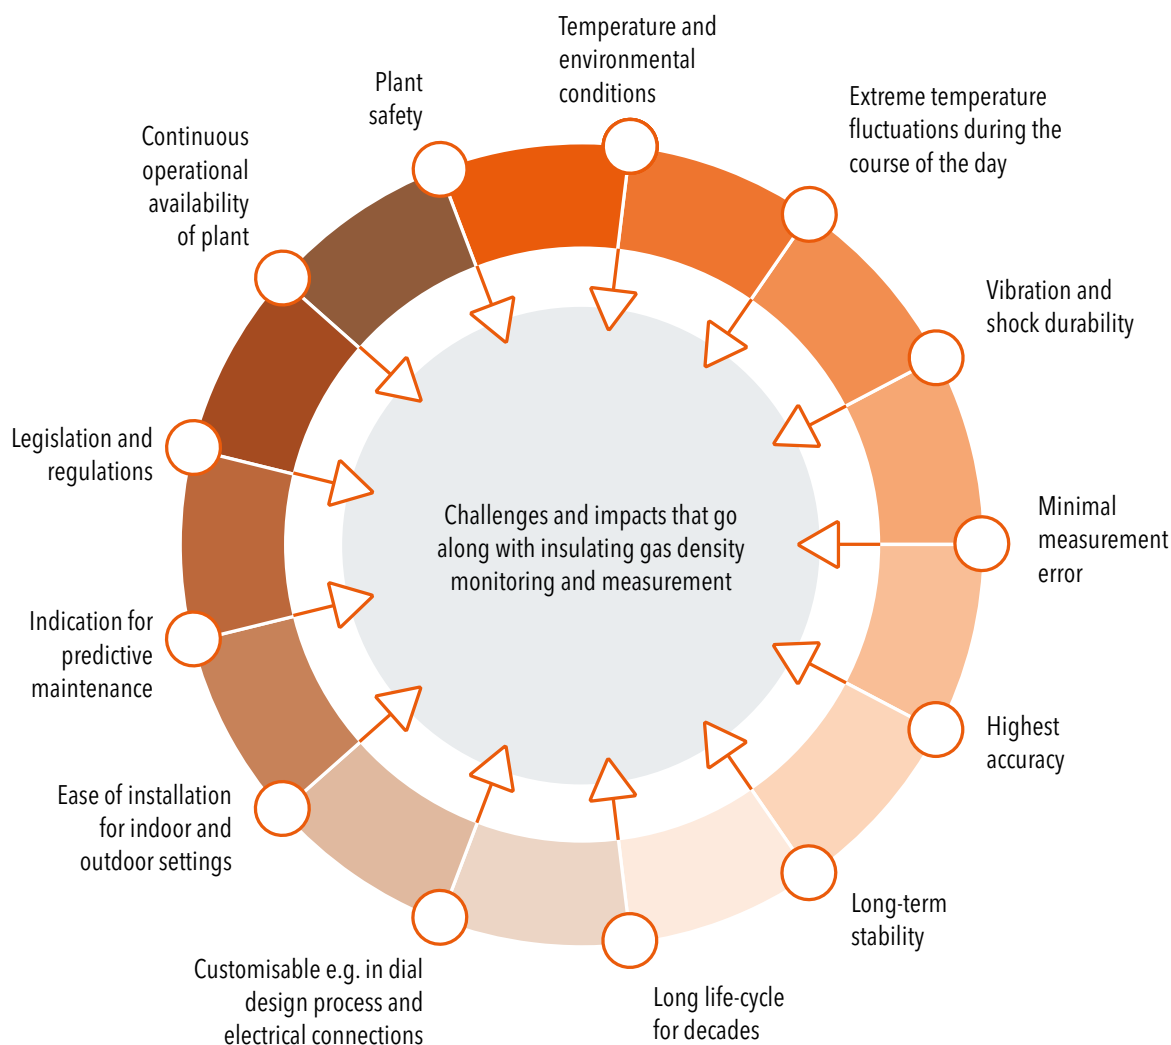 Temperature and
environmental
conditions
Extreme temperature
fluctuations during the
course of the day
Vibration and
shock durability
Minimal
measurement
error
Highest
accuracy
Long-term
stability
Long life-cycle
for decades
Customisable e.g. in dial
design process and
electrical connections
Ease of installation
for indoor and
outdoor settings
Indication for
predictive
maintenance
Legislation and
regulations
Continuous
operational
availability
of plant
Plant
safety
Challenges and impacts that go
along with insulating gas density
monitoring and measurement